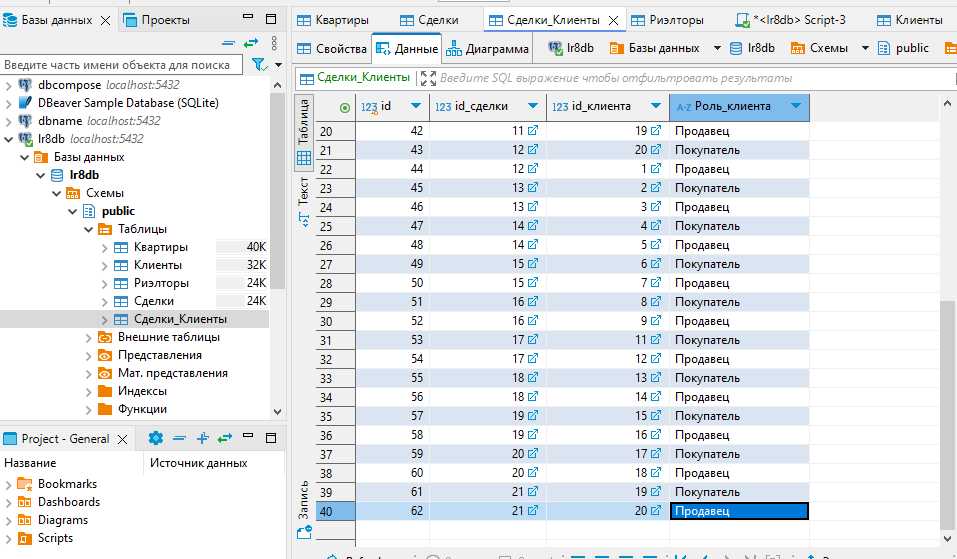 Базы данных
Проекты
Введите часть имени объекта для поиска
dbcompose localhost:5432
DBeaver Sample Database (SQLite)
dbname localhost:5432
lr8db localhost:5432
Базы данных
lr8db
Схемы
public
Таблицы
Квартиры 40K
Клиенты 32K
Риэлторы 24K
Сделки 24K
Сделки_Клиенты
Внешние таблицы
Представления
Мат. представления
Индексы
Функции
Project - General
Название Источник данных
Bookmarks
Dashboards
Diagrams
Scripts
Квартиры Сделки Сделки_Клиенты Риэлторы *<lr8db> Script-3 Клиенты
Свойства Данные Диаграмма lr8db Базы данных lr8db Схемы public
Сделки_Клиенты Введите SQL выражение чтобы отфильтровать результаты
Таблица
Текст
Запись
123 id 123 id_сделки 123 id_клиента A-Z Роль_клиента
20 42 11 19 Продавец
21 43 12 20 Покупатель
22 44 12 1 Продавец
23 45 13 2 Покупатель
24 46 13 3 Продавец
25 47 14 4 Покупатель
26 48 14 5 Продавец
27 49 15 6 Покупатель
28 50 15 7 Продавец
29 51 16 8 Покупатель
30 52 16 9 Продавец
31 53 17 11 Покупатель
32 54 17 12 Продавец
33 55 18 13 Покупатель
34 56 18 14 Продавец
35 57 19 15 Покупатель
36 58 19 16 Продавец
37 59 20 17 Покупатель
38 60 20 18 Продавец
39 61 21 19 Покупатель
40 62 21 20 Продавец